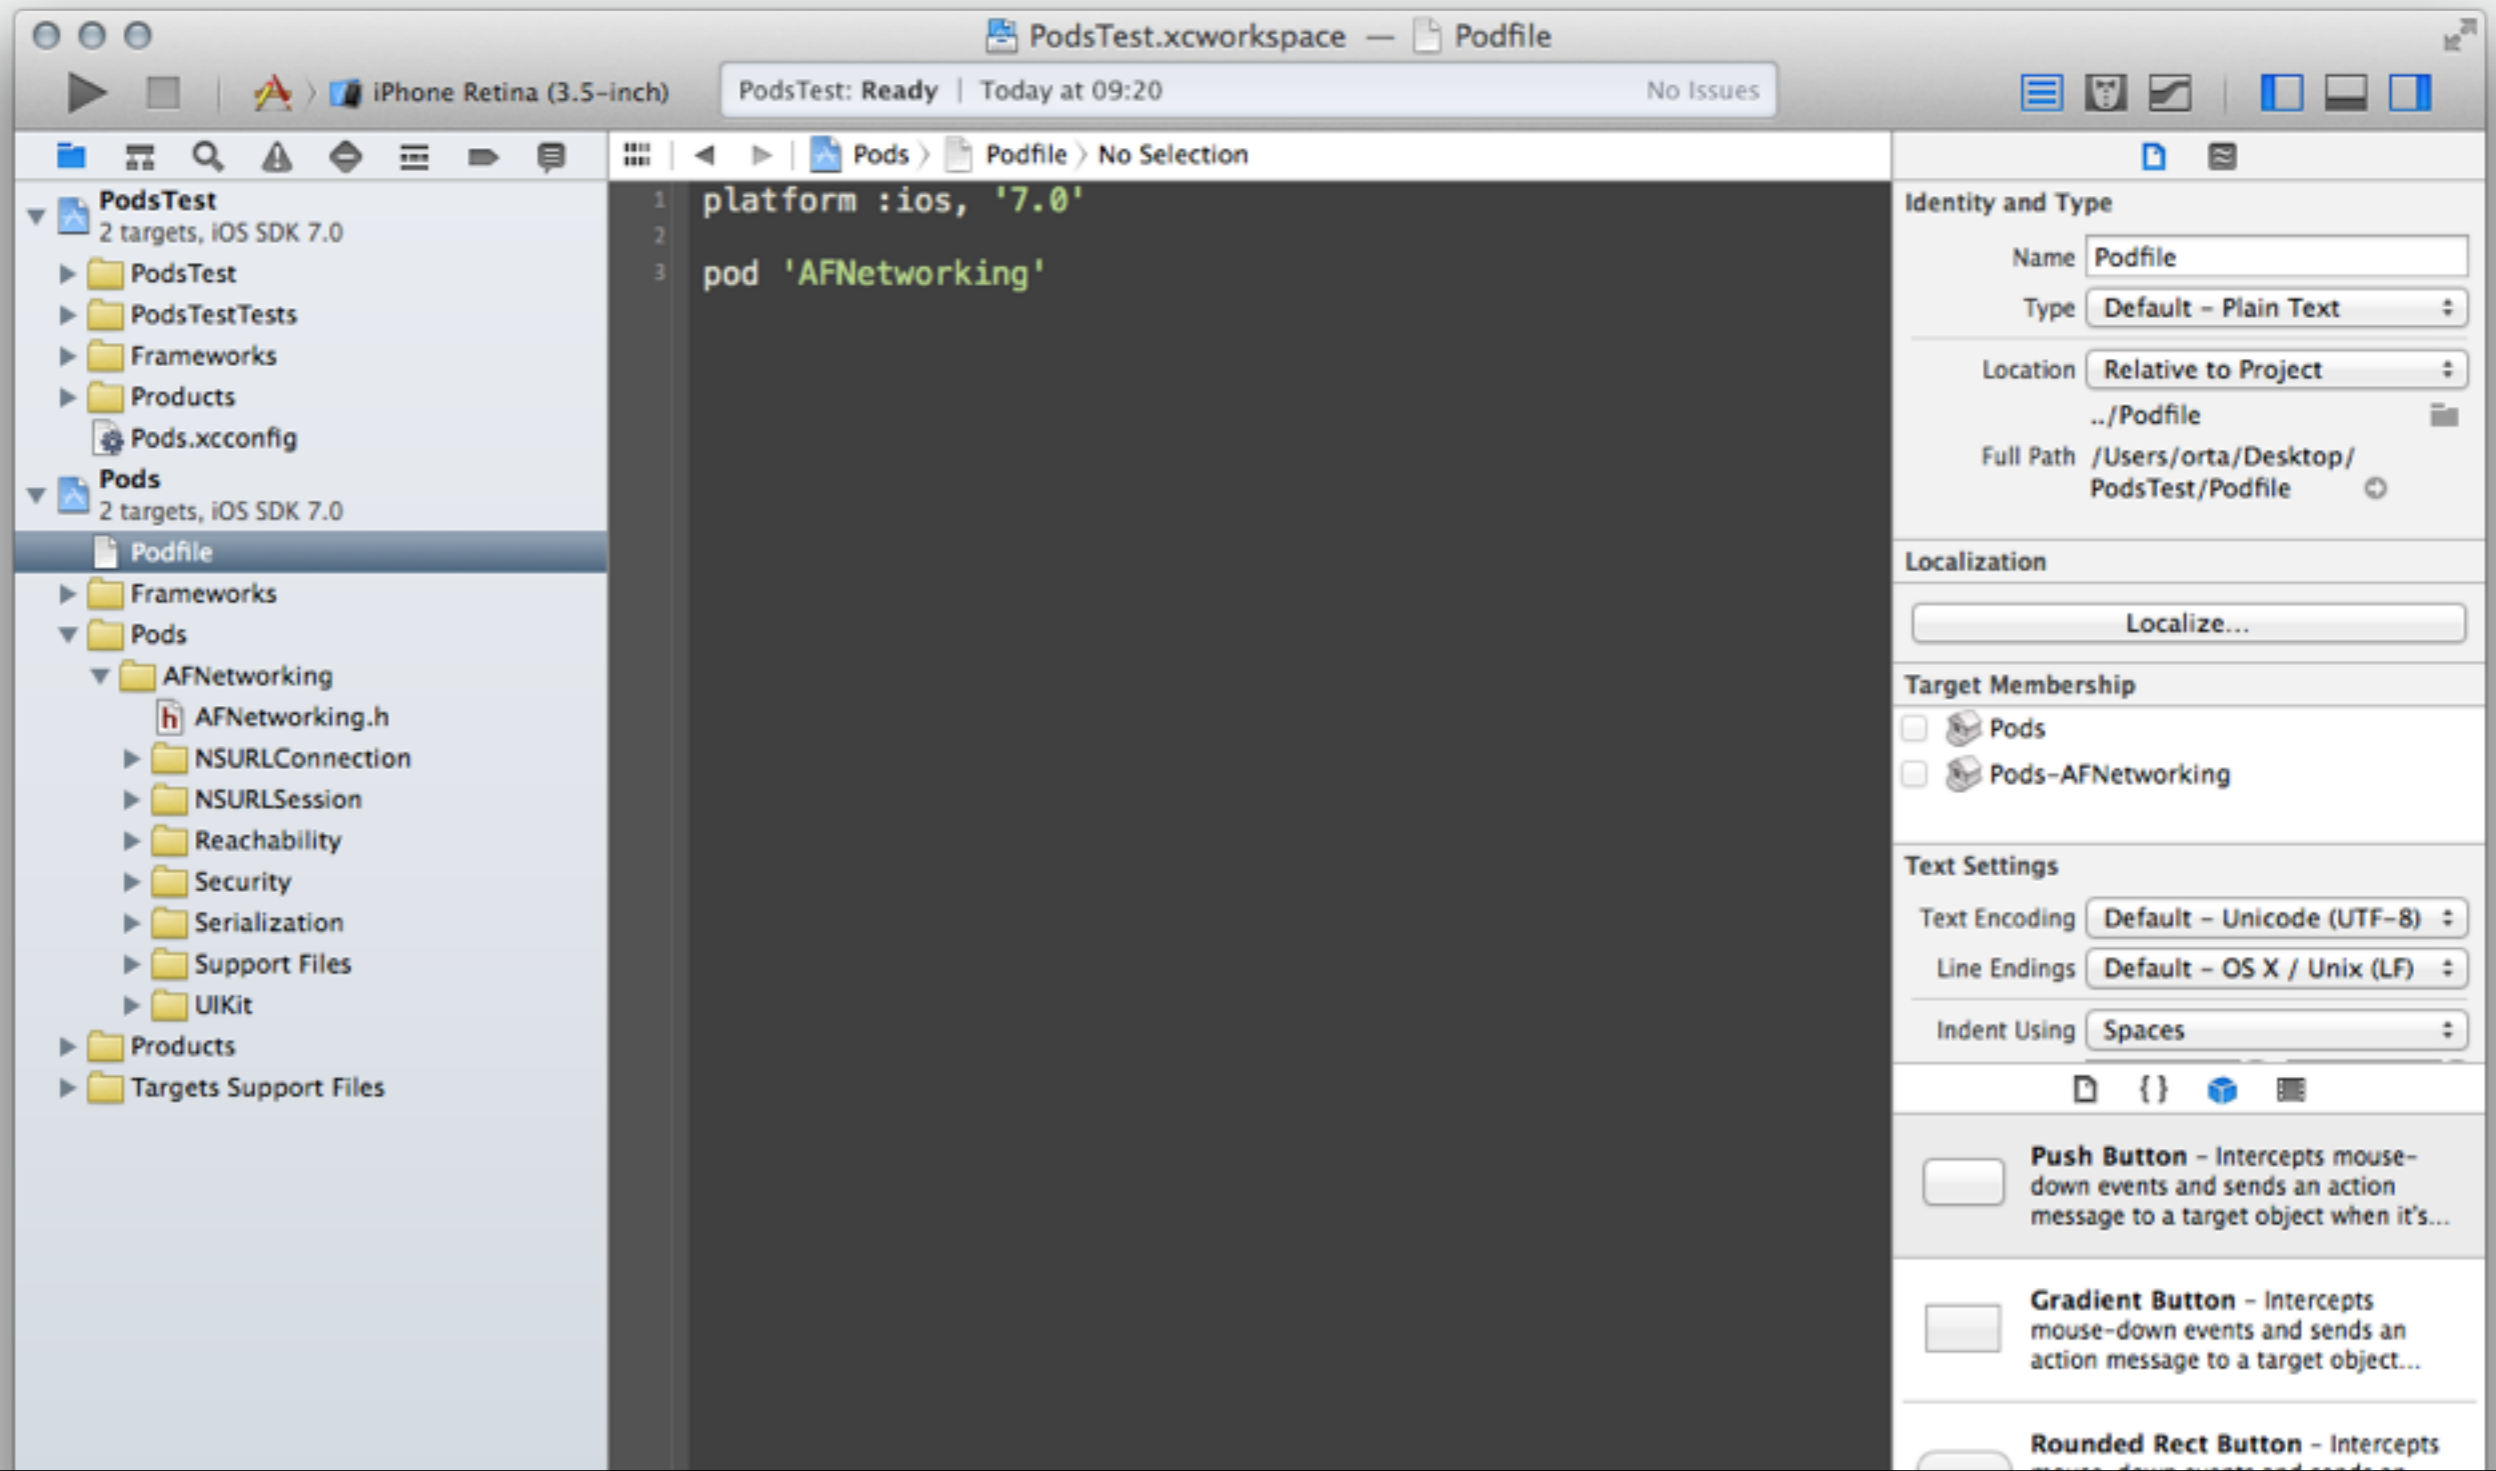 PodsTest.xcworkspace — Podfile
iPhone Retina (3.5-inch)
PodsTest: Ready | Today at 09:20
No Issues
PodsTest
2 targets, iOS SDK 7.0
PodsTest
PodsTestTests
Frameworks
Products
Pods.xcconfig
Pods
2 targets, iOS SDK 7.0
Podfile
Frameworks
Pods
AFNetworking
h AFNetworking.h
NSURLConnection
NSURLSession
Reachability
Security
Serialization
Support Files
UIKit
Products
Targets Support Files
Pods Podfile No Selection
1 platform :ios, '7.0'
2
3 pod 'AFNetworking'
Identity and Type
Name Podfile
Type Default - Plain Text
Location Relative to Project
../Podfile
Full Path /Users/orta/Desktop/
PodsTest/Podfile
Localization
Localize...
Target Membership
Pods
Pods-AFNetworking
Text Settings
Text Encoding Default - Unicode (UTF-8)
Line Endings Default - OS X / Unix (LF)
Indent Using Spaces
{ }
Push Button - Intercepts mouse-
down events and sends an action
message to a target object when it's...
Gradient Button - Intercepts
mouse-down events and sends an
action message to a target object...
Rounded Rect Button - Intercepts